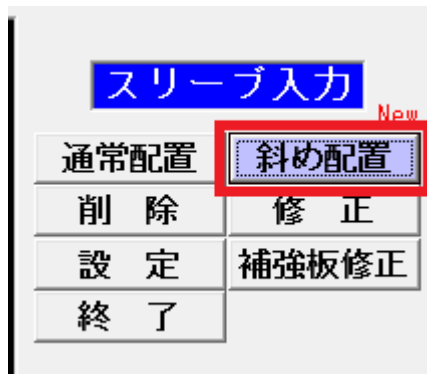 スリーブ入力
New
通常配置 斜め配置
削 除 修 正
設 定 補強板修正
終 了